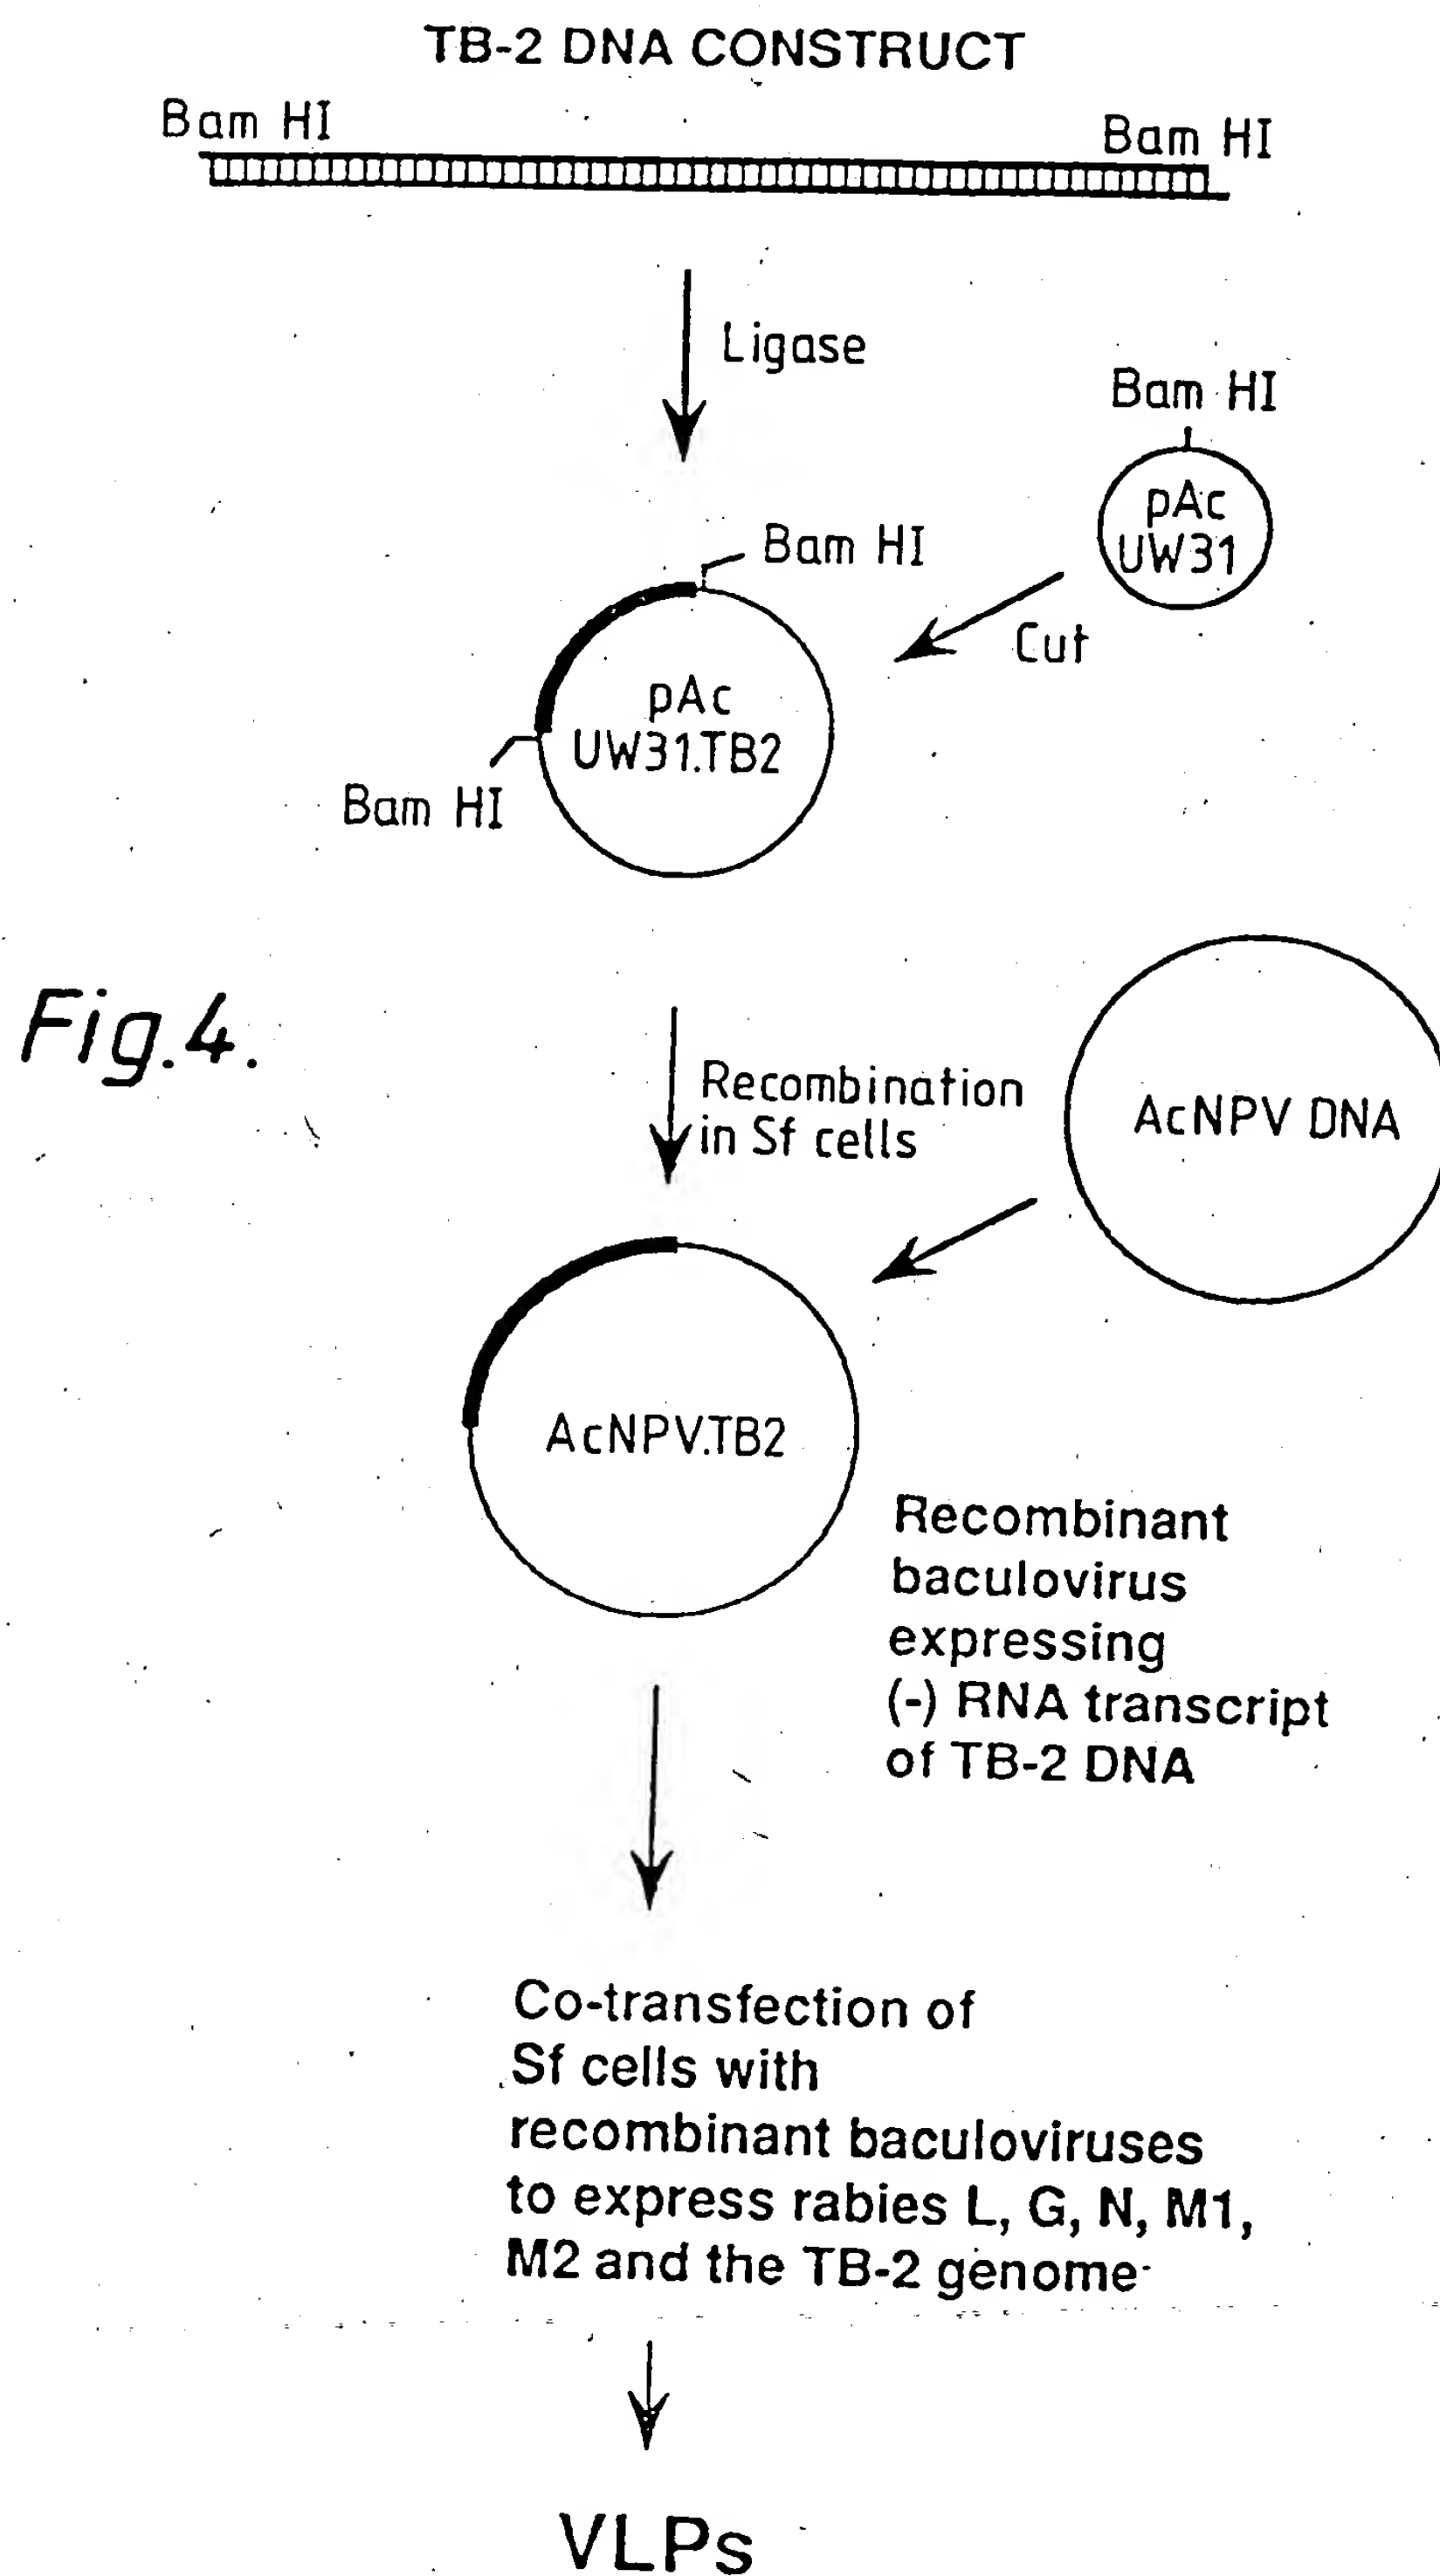 TB-2 DNA CONSTRUCT
Bam HI
Bam HI
Ligase
Bam HI
pAc
UW31
Cut
Bam HI
pAc
UW31.TB2
Bam HI
Fig.4.
Recombination
in Sf cells
AcNPV DNA
AcNPV.TB2
Recombinant
baculovirus
expressing
(-) RNA transcript
of TB-2 DNA
Co-transfection of
Sf cells with
recombinant baculoviruses
to express rabies L, G, N, M1,
M2 and the TB-2 genome
VLPs